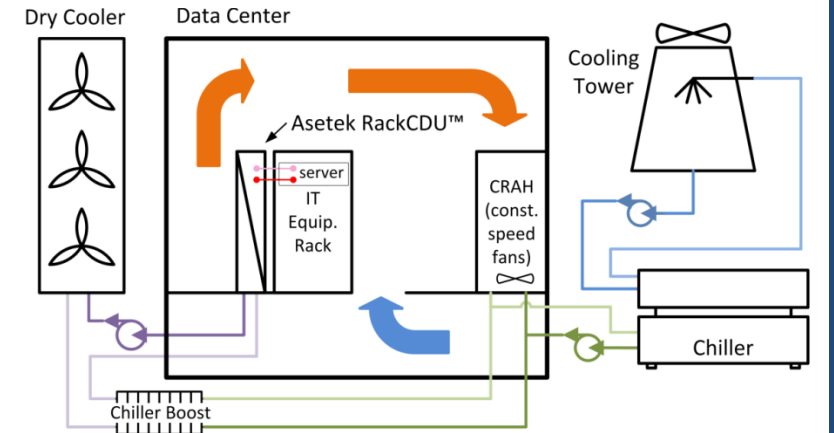 Dry Cooler
Data Center
Cooling
Tower
Asetek RackCDU™
server
IT
Equip.
Rack
CRAH
(const.
speed
fans)
Chiller
Chiller Boost